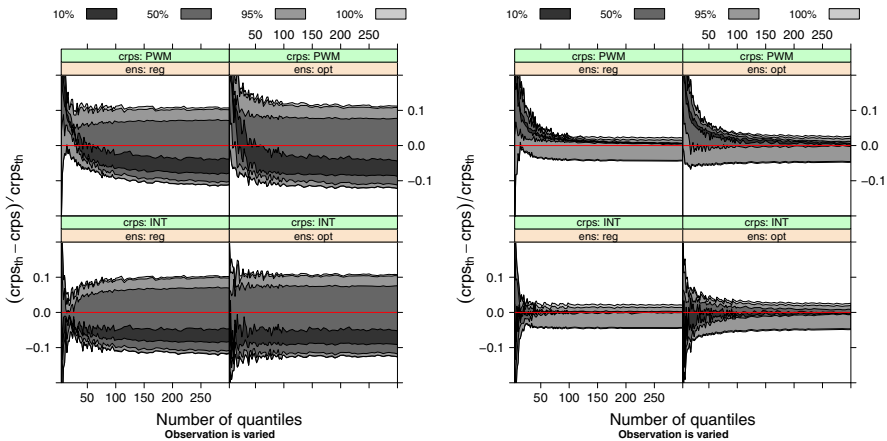 10% 50% 95% 100%
50 100 150 200 250
crps: PWM crps: PWM
ens: reg ens: opt
0.1
0.0
−0.1
crps: INT crps: INT
ens: reg ens: opt
0.1
0.0
−0.1
(crps_th − crps)/crps_th
50 100 150 200 250
Number of quantiles
Observation is varied
10% 50% 95% 100%
50 100 150 200 250
crps: PWM crps: PWM
ens: reg ens: opt
0.1
0.0
−0.1
crps: INT crps: INT
ens: reg ens: opt
0.1
0.0
−0.1
(crps_th − crps)/crps_th
50 100 150 200 250
Number of quantiles
Observation is varied